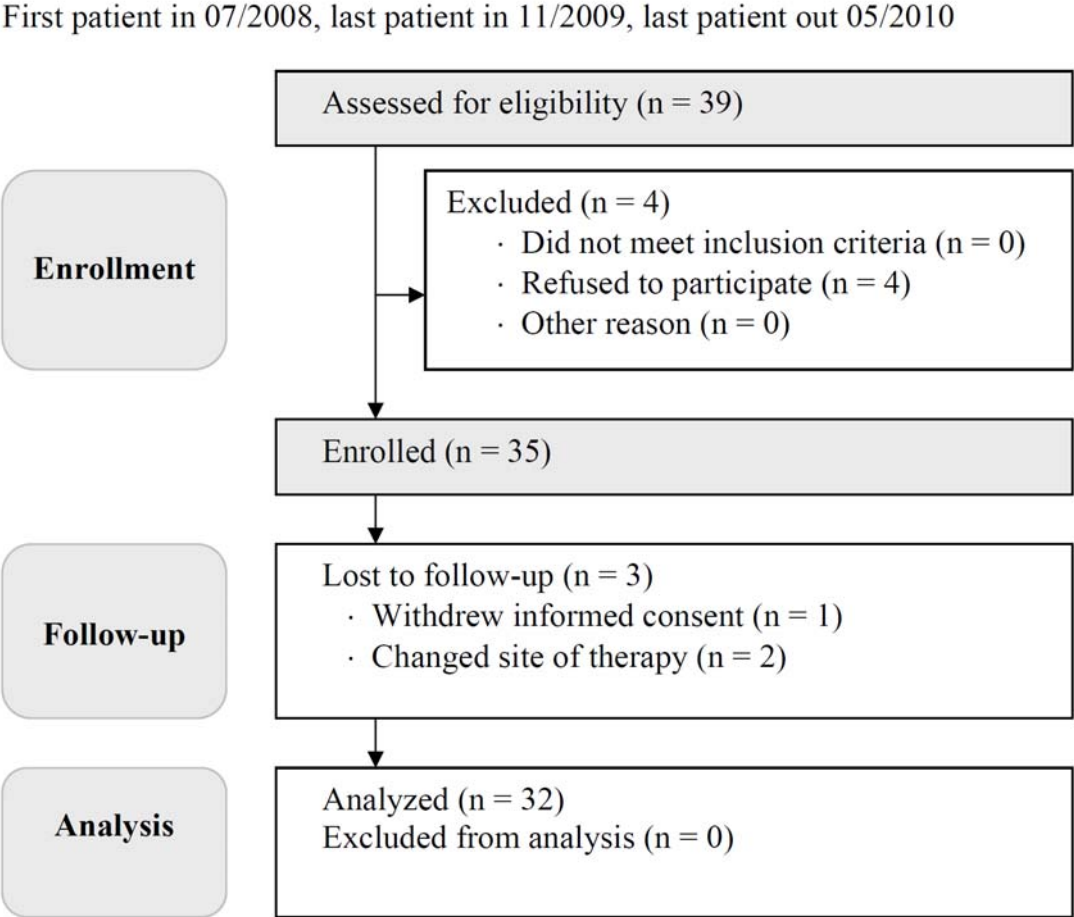 First patient in 07/2008, last patient in 11/2009, last patient out 05/2010
Assessed for eligibility (n = 39)
Enrollment
Excluded (n = 4)
· Did not meet inclusion criteria (n = 0)
· Refused to participate (n = 4)
· Other reason (n = 0)
Enrolled (n = 35)
Follow-up
Lost to follow-up (n = 3)
· Withdrew informed consent (n = 1)
· Changed site of therapy (n = 2)
Analysis
Analyzed (n = 32)
Excluded from analysis (n = 0)